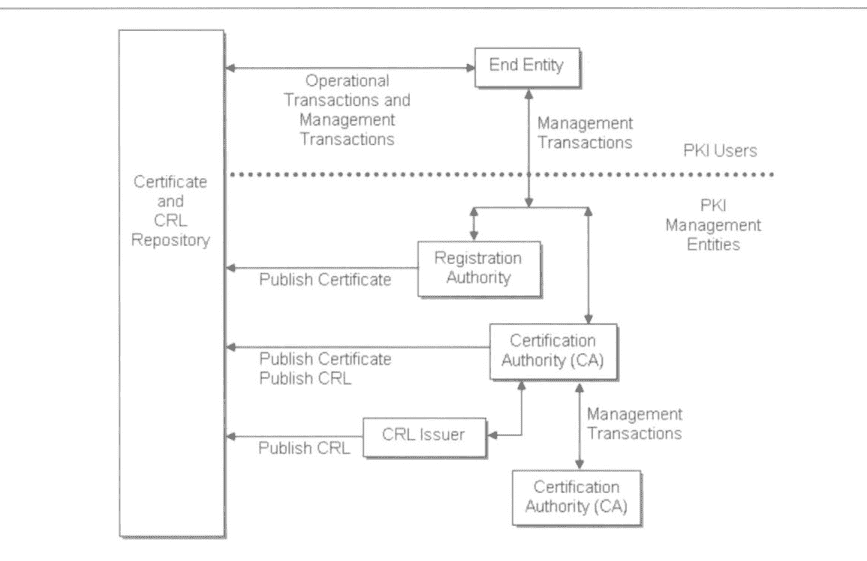 End Entity
Operational
Transactions and
Management
Transactions
Management
Transactions
PKI Users
Certificate
and
CRL
Repository
PKI
Management
Entities
Registration
Authority
Publish Certificate
Certification
Authority (CA)
Publish Certificate
Publish CRL
Management
Transactions
CRL Issuer
Publish CRL
Certification
Authority (CA)